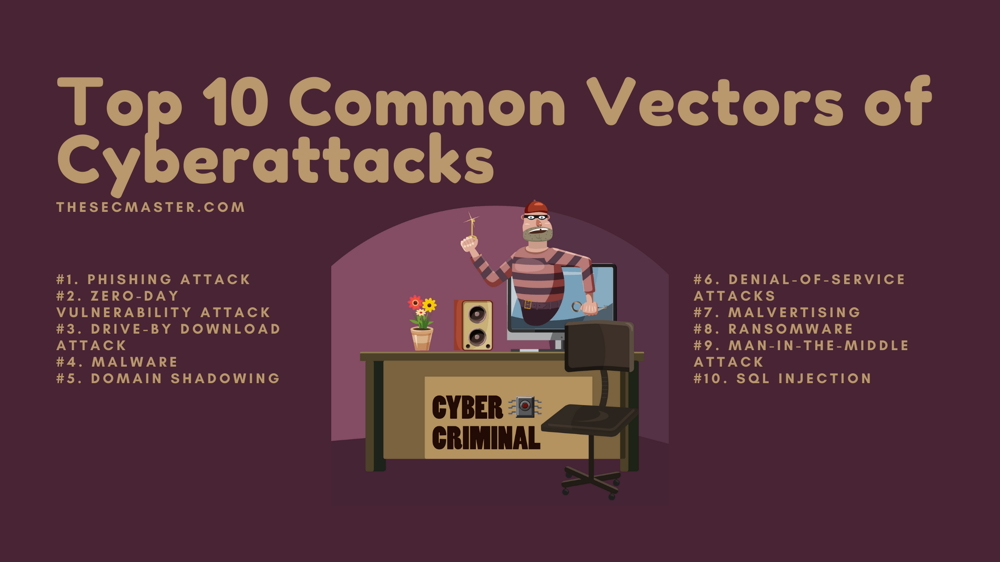 Top 10 Common Vectors of
Cyberattacks
THESECMASTER.COM
#1. PHISHING ATTACK
#2. ZERO-DAY
VULNERABILITY ATTACK
#3. DRIVE-BY DOWNLOAD
ATTACK
#4. MALWARE
#5. DOMAIN SHADOWING
CYBER
CRIMINAL
#6. DENIAL-OF-SERVICE
ATTACKS
#7. MALVERTISING
#8. RANSOMWARE
#9. MAN-IN-THE-MIDDLE
ATTACK
#10. SQL INJECTION